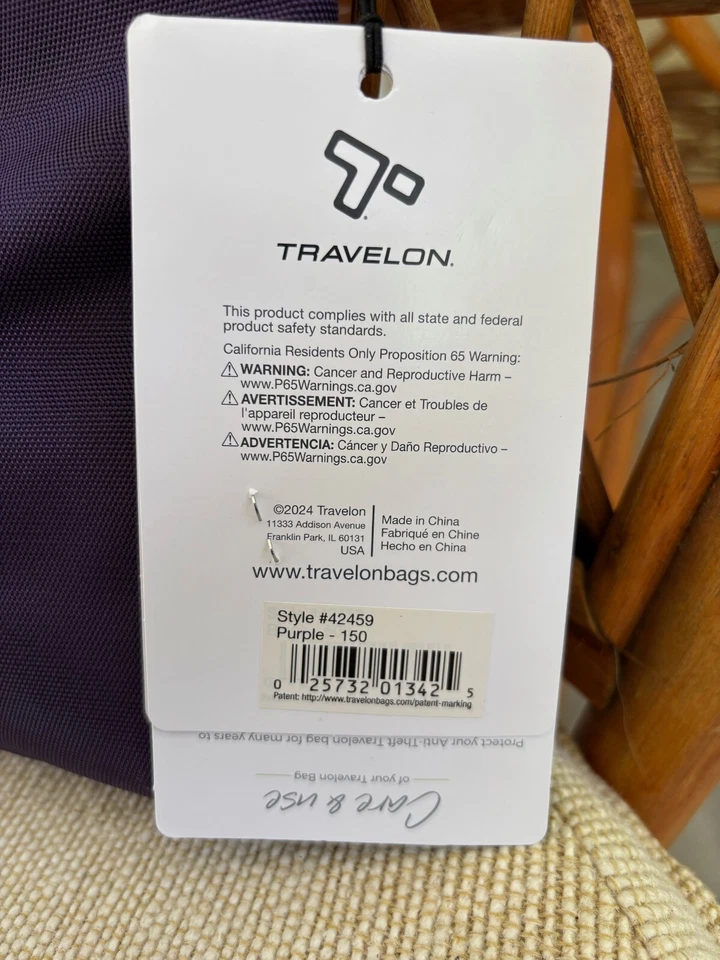 TRAVELON.
This product complies with all state and federal
product safety standards.
California Residents Only Proposition 65 Warning:
WARNING: Cancer and Reproductive Harm –
www.P65Warnings.ca.gov
AVERTISSEMENT: Cancer et Troubles de
l'appareil reproducteur –
www.P65Warnings.ca.gov
ADVERTENCIA: Cáncer y Daño Reproductivo –
www.P65Warnings.ca.gov
©2024 Travelon
11333 Addison Avenue
Franklin Park, IL 60131
USA
Made in China
Fabriqué en Chine
Hecho en China
www.travelonbags.com
Style #42459
Purple - 150
0 25732 01342 5
Patent: http://www.travelonbags.com/patent-marking
Care & use
of your Travelon Bag
Protect your Anti-Theft Travelon bag for many years to